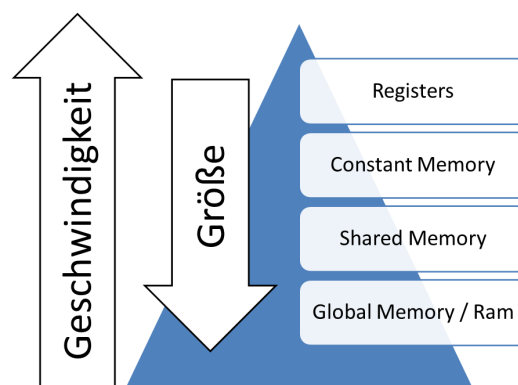 Geschwindigkeit
Größe
Registers
Constant Memory
Shared Memory
Global Memory / Ram